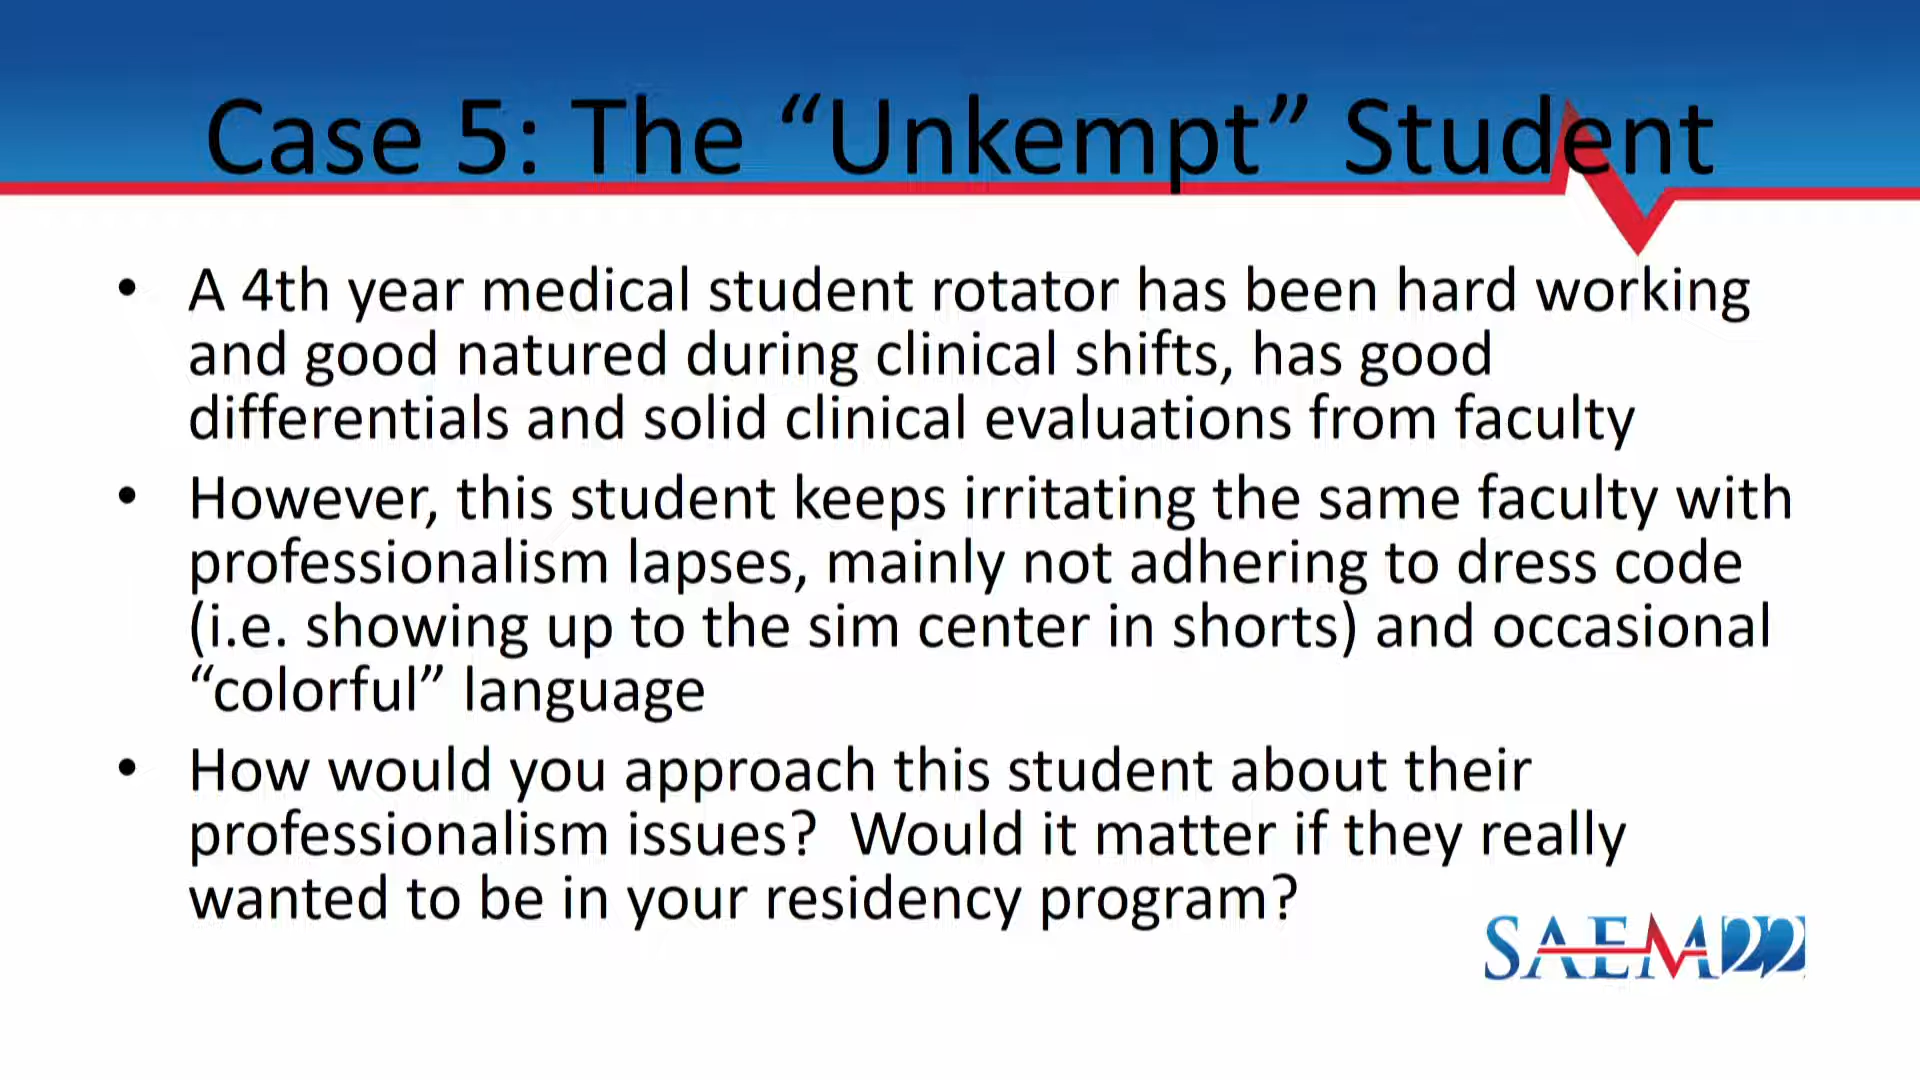 Case 5: The “Unkempt” Student
• A 4th year medical student rotator has been hard working
and good natured during clinical shifts, has good
differentials and solid clinical evaluations from faculty
• However, this student keeps irritating the same faculty with
professionalism lapses, mainly not adhering to dress code
(i.e. showing up to the sim center in shorts) and occasional
“colorful” language
• How would you approach this student about their
professionalism issues?  Would it matter if they really
wanted to be in your residency program?
SAEM22